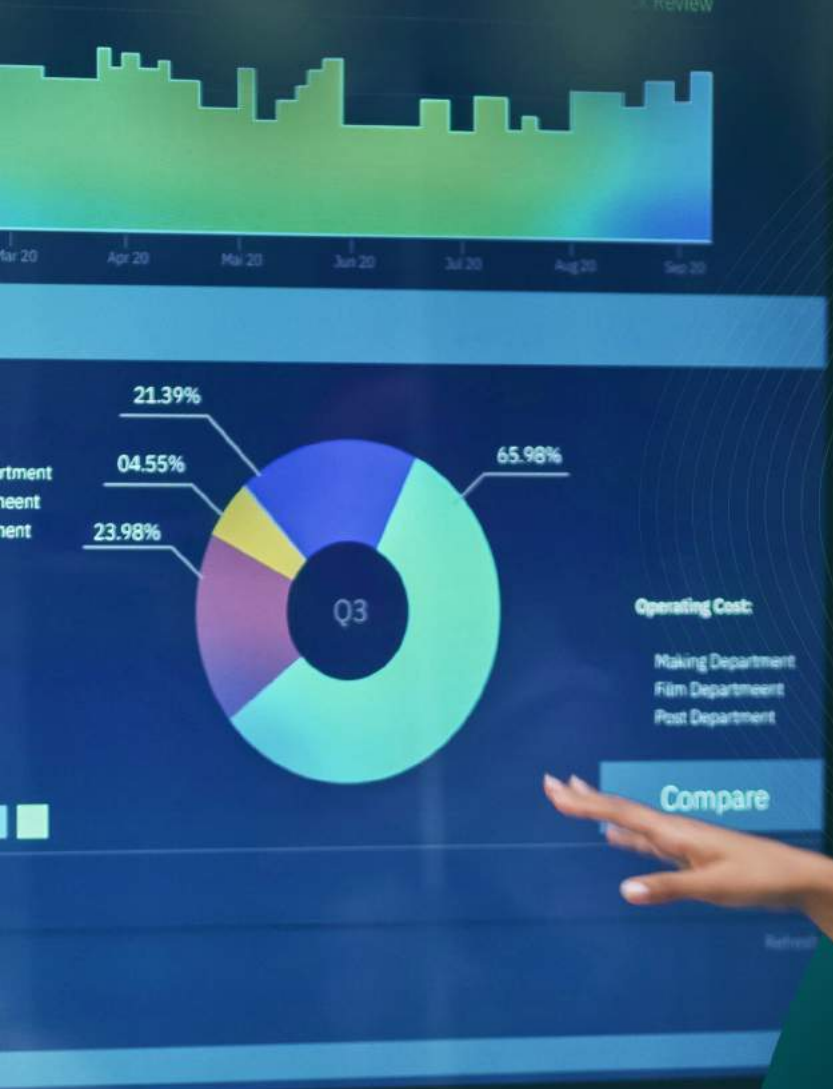 Review
Mar 20
Apr 20
Mai 20
Jun 20
Jul 20
Aug 20
Sep 20
21.39%
04.55%
65.98%
rtment
neent
23.98%
nent
Q3
Operating Cost:
Making Department
Film Departmeent
Post Department
Compare
Refresh